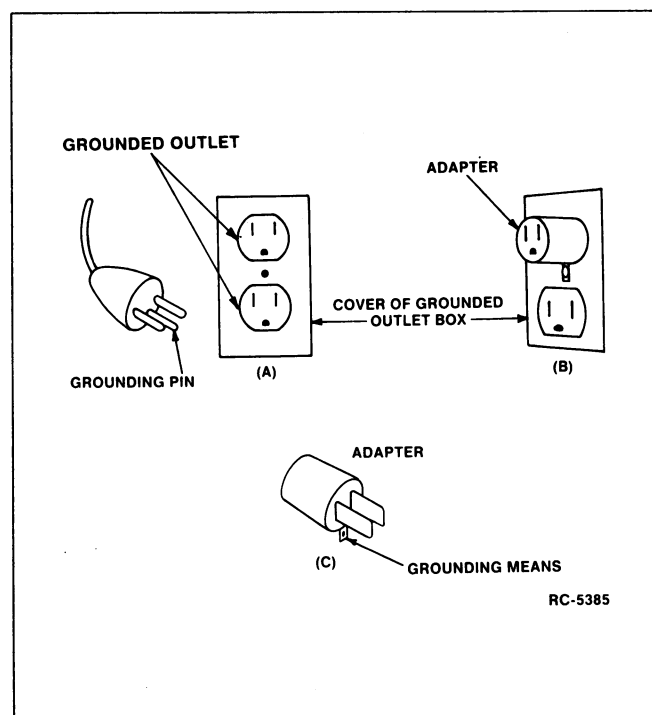 GROUNDED OUTLET
ADAPTER
COVER OF GROUNDED
OUTLET BOX
GROUNDING PIN
(A)
(B)
ADAPTER
(C)
GROUNDING MEANS
RC-5385